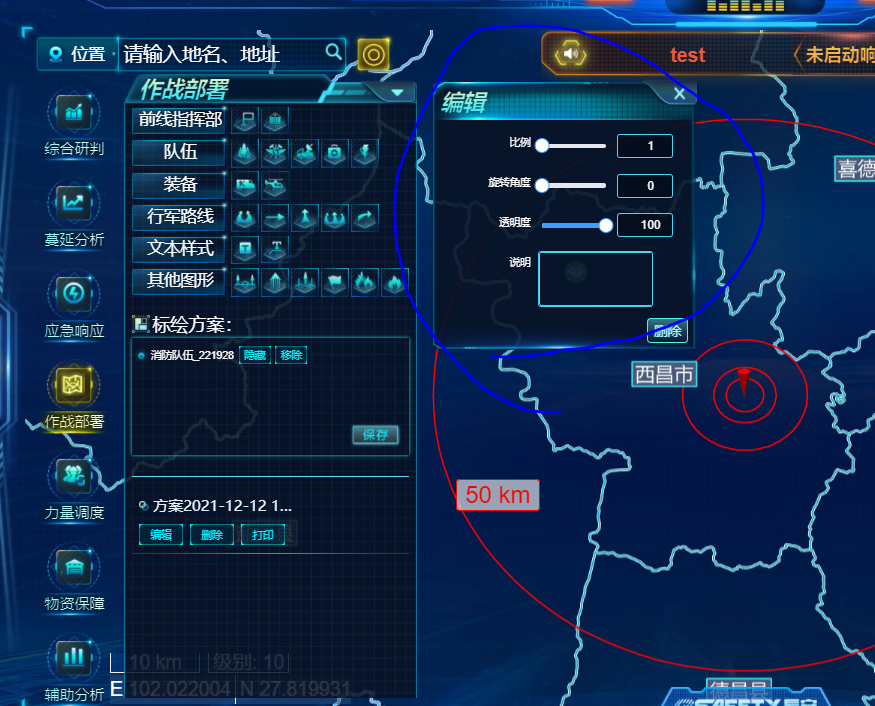 位置 请输入地名、地址
test
未启动响
作战部署
编辑
前线指挥部
队伍
装备
行军路线
文本样式
其他图形
综合研判
蔓延分析
应急响应
作战部署
力量调度
物资保障
辅助分析
比例 1
旋转角度 0
透明度 100
说明
删除
标绘方案:
消防队伍_221928 隐藏 移除
保存
方案2021-12-12 1...
编辑 删除 打印
喜德
西昌市
50 km
10 km 级别: 10
E 102.022004 N 27.819931
德昌县